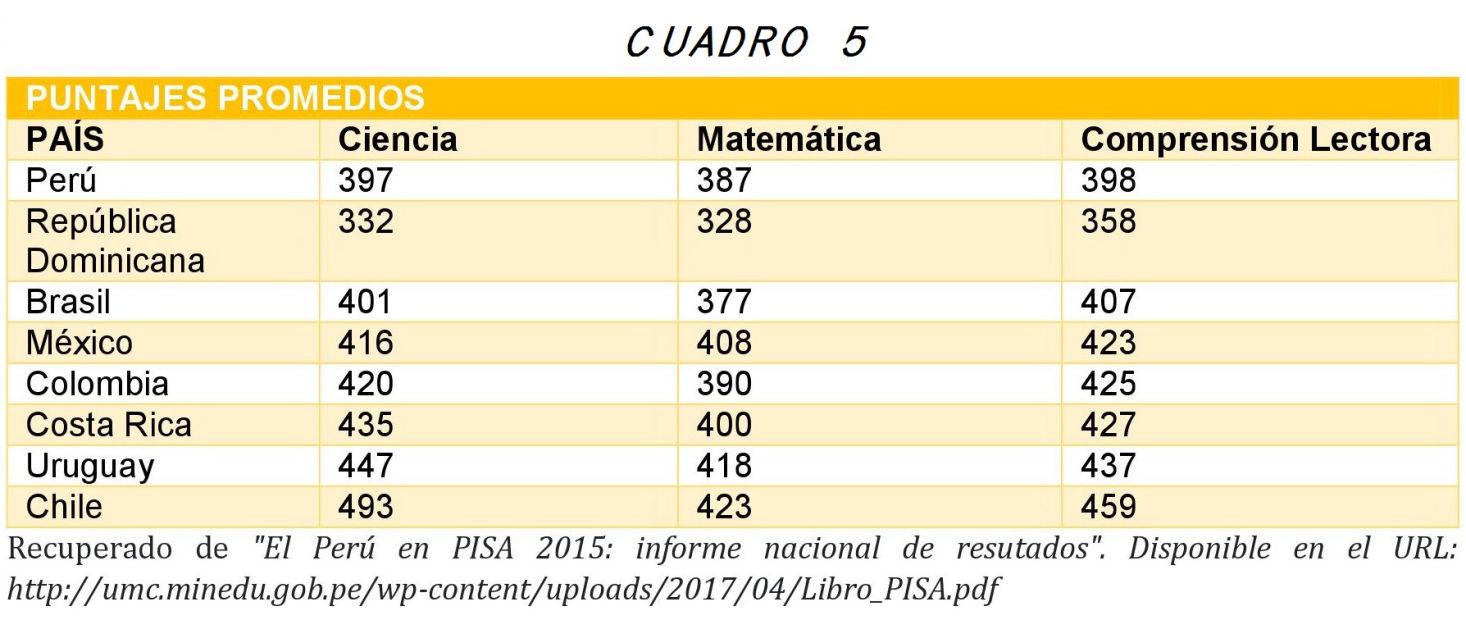 CUADRO 5
PUNTAJES PROMEDIOS
PAÍS Ciencia Matemática Comprensión Lectora
Perú 397 387 398
República 332 328 358
Dominicana
Brasil 401 377 407
México 416 408 423
Colombia 420 390 425
Costa Rica 435 400 427
Uruguay 447 418 437
Chile 493 423 459
Recuperado de "El Perú en PISA 2015: informe nacional de resutados". Disponible en el URL:
http://umc.minedu.gob.pe/wp-content/uploads/2017/04/Libro_PISA.pdf